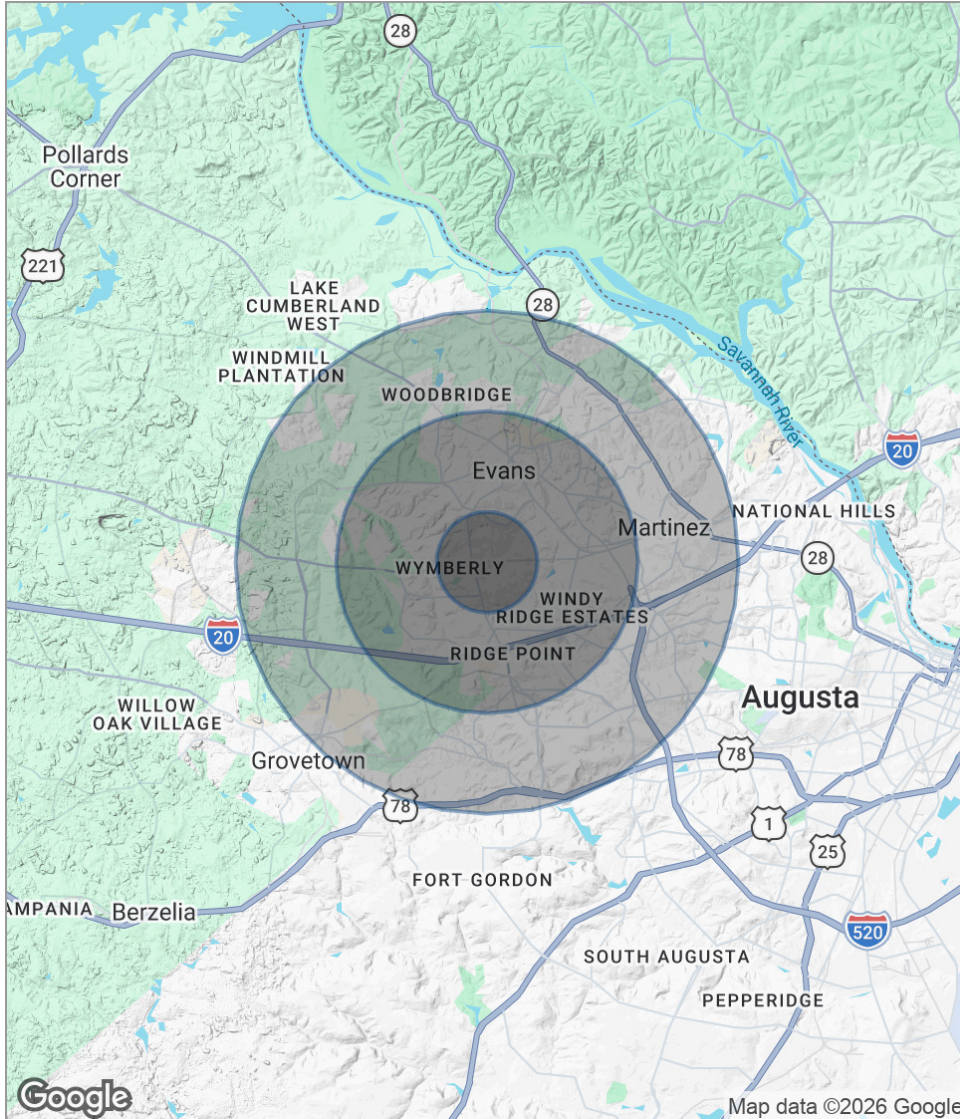 28
Pollards
Corner
221
LAKE
CUMBERLAND
WEST
28
WINDMILL
PLANTATION
Savannah River
WOODBRIDGE
20
Evans
NATIONAL HILLS
Martinez
28
WYMBERLY
WINDY
RIDGE ESTATES
20
RIDGE POINT
WILLOW
OAK VILLAGE
Augusta
Grovetown
78
78
1
25
FORT GORDON
AMPANIA
Berzelia
520
SOUTH AUGUSTA
PEPPERIDGE
Google
Map data ©2026 Google